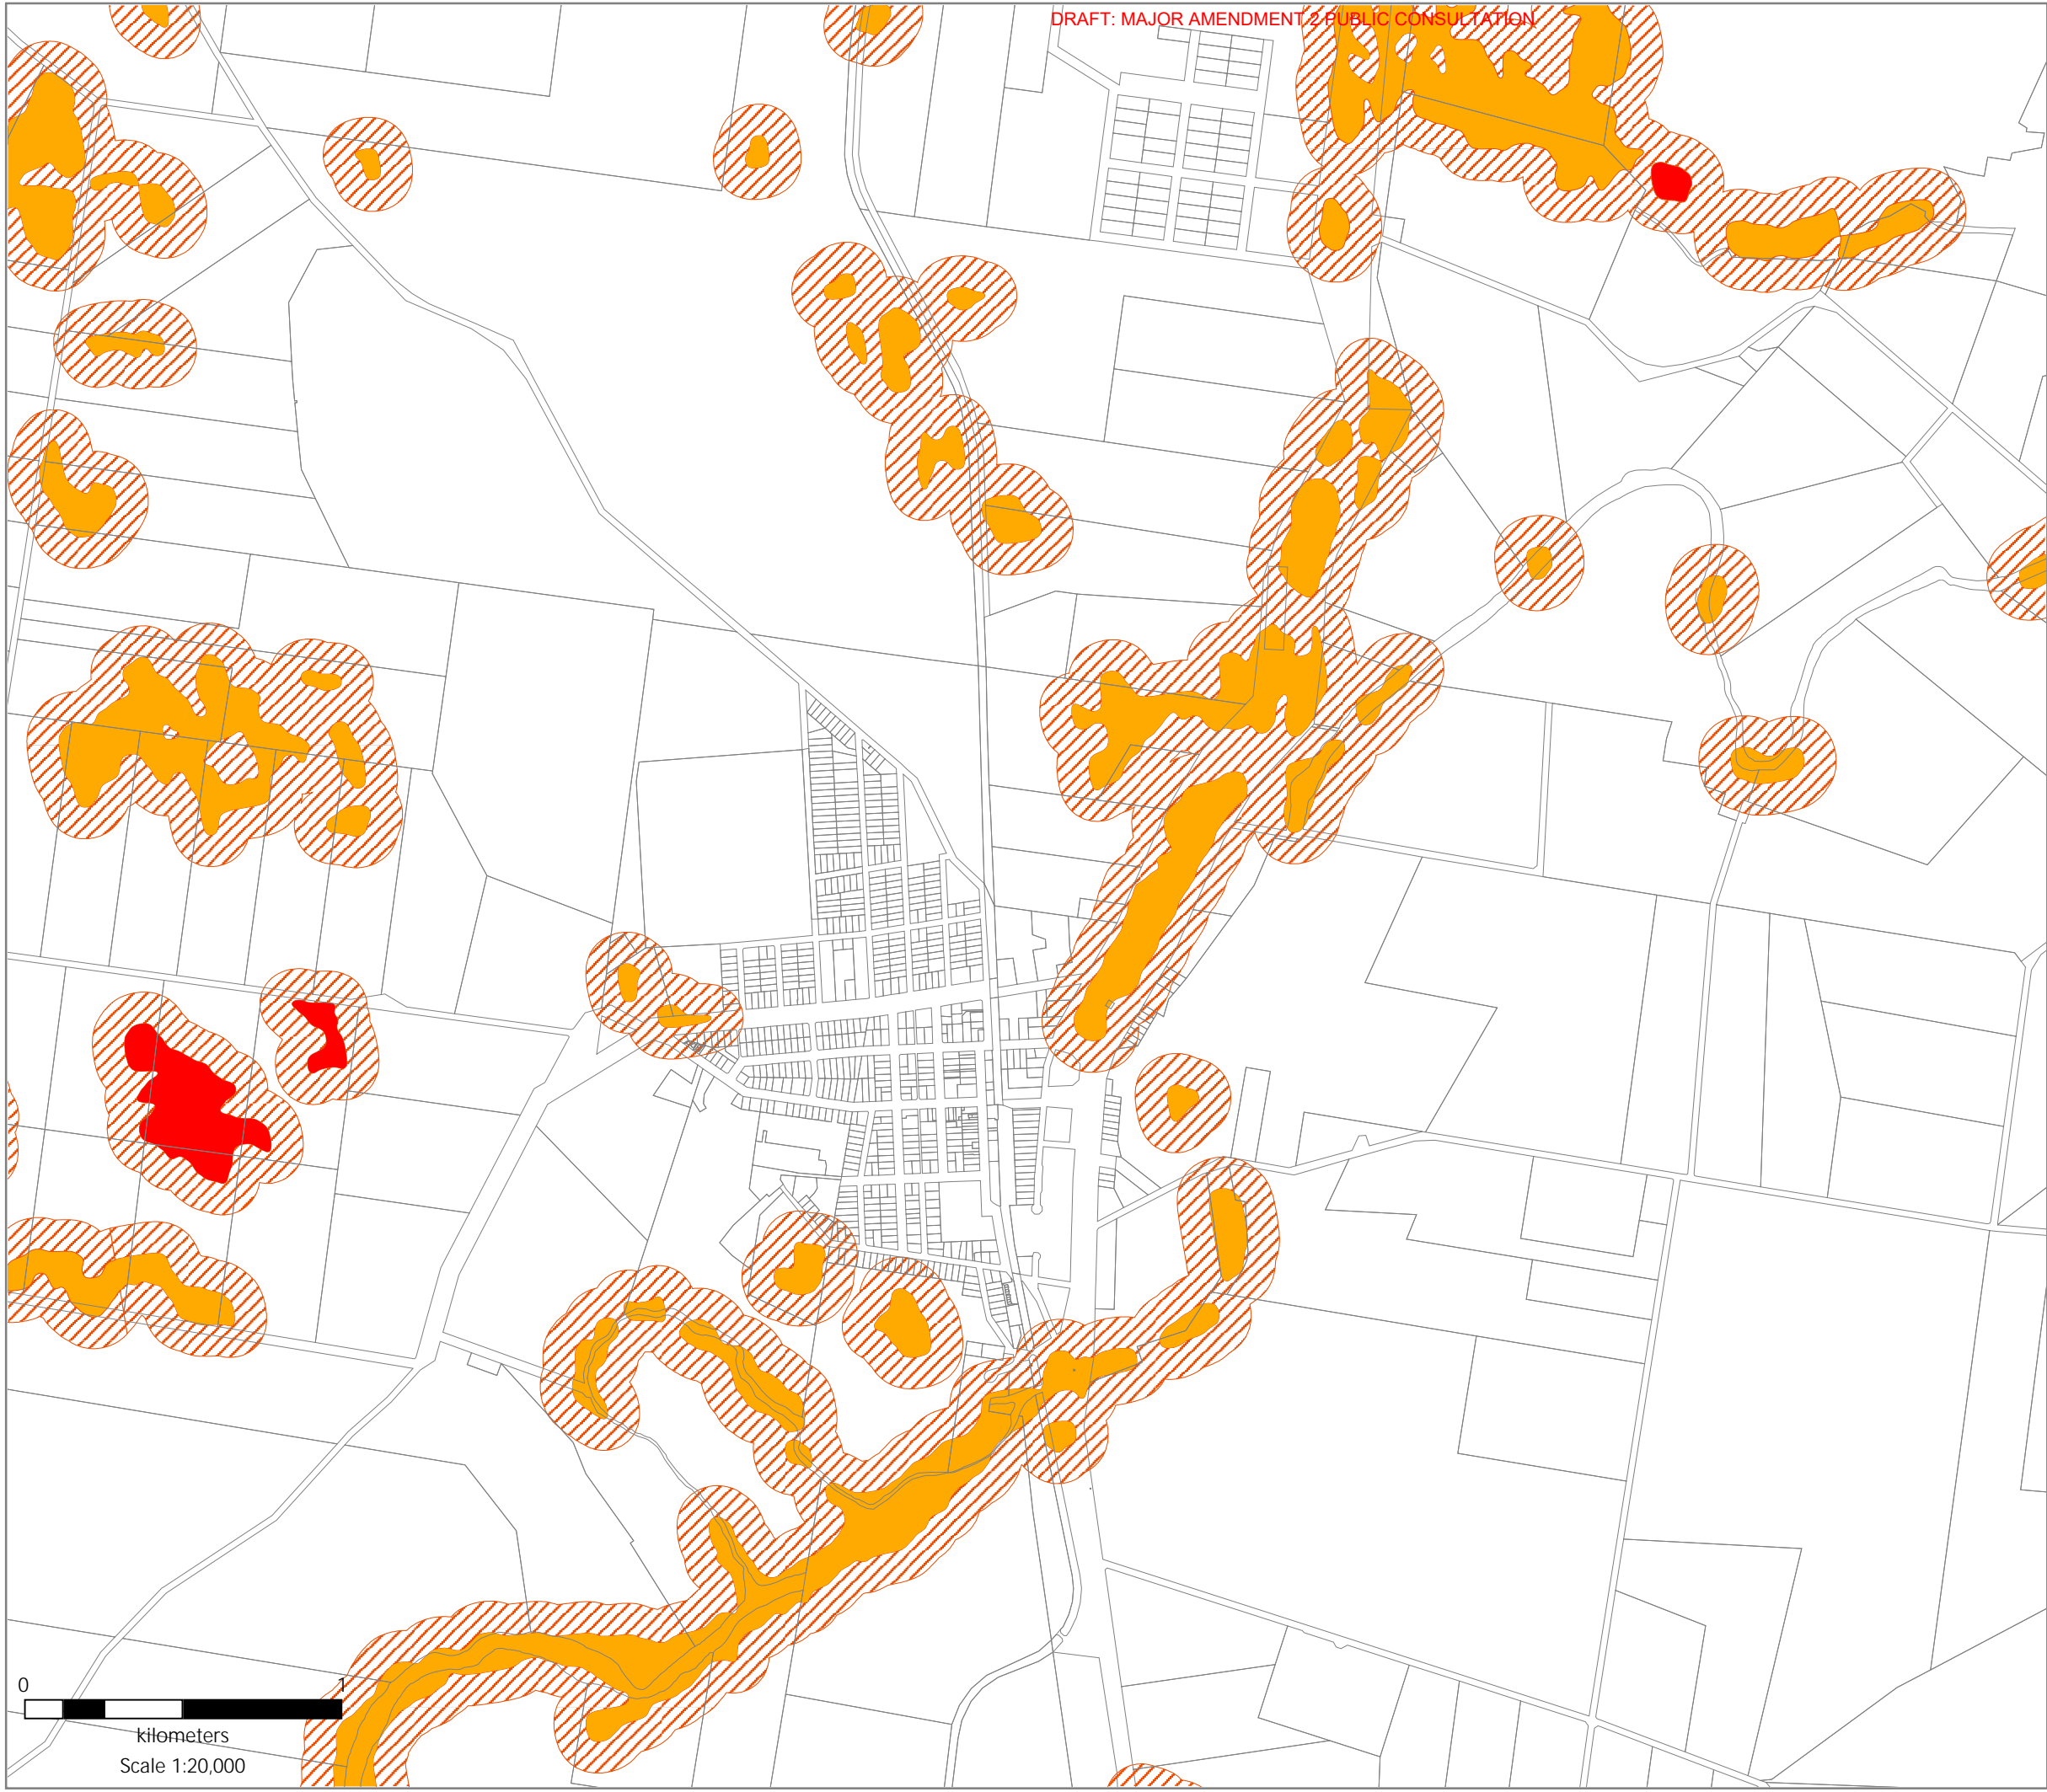 DRAFT: MAJOR AMENDMENT 2 PUBLIC CONSULTATION
0 1
kilometers
Scale 1:20,000